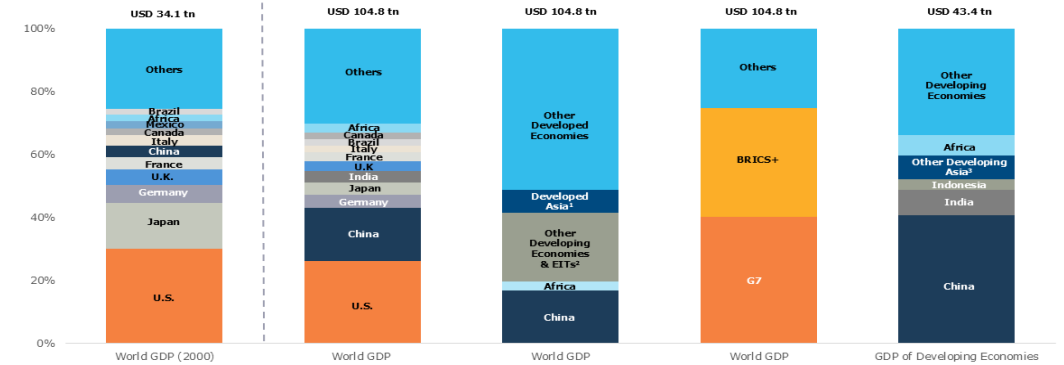 USD 34.1 tn
USD 104.8 tn
USD 104.8 tn
USD 104.8 tn
USD 43.4 tn
100%
80%
60%
40%
20%
0%
Others
Brazil
Africa
Mexico
Canada
Italy
China
France
U.K.
Germany
Japan
U.S.
World GDP (2000)
Others
Africa
Canada
Brazil
Italy
France
U.K
India
Japan
Germany
China
U.S.
World GDP
Other
Developed
Economies
Developed
Asia¹
Other
Developing
Economies
& EITs²
Africa
China
World GDP
Others
BRICS+
G7
World GDP
Other
Developing
Economies
Africa
Other Developing
Asia³
Indonesia
India
China
GDP of Developing Economies